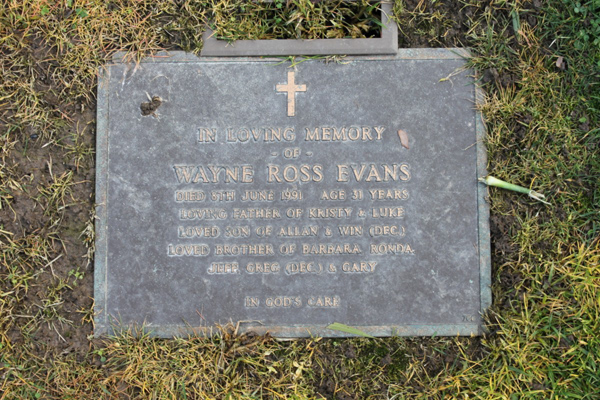 IN LOVING MEMORY
- OF -
WAYNE ROSS EVANS
DIED 8TH JUNE 1991 AGE 31 YEARS
LOVING FATHER OF KRISEY & LUKE
LOVED SON OF ALLAN & WIN (DEC)
LOVED BROTHER OF BARBARA, RONDA,
JEFF, GREG (DEC) & GARY
IN GOD'S CARE